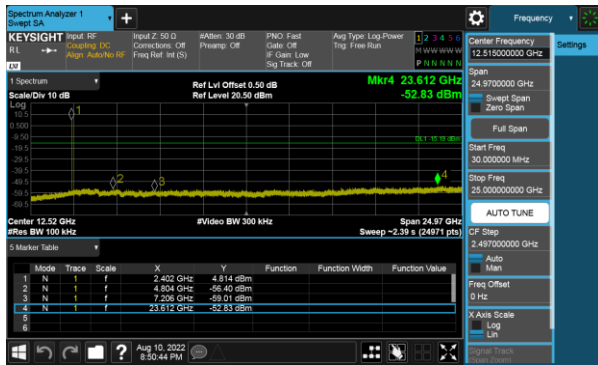 Spectrum Analyzer 1
Swept SA
+
Frequency
KEYSIGHT
Input: RF
Input Z: 50 Ω
#Atten: 30 dB
PNO: Fast
Avg Type: Log-Power
1 2 3 4 5 6
RL
Coupling: DC
Corrections: Off
Preamp: Off
Gate: Off
Trig: Free Run
M W W W W W
Align: Auto/No RF
Freq Ref: Int (S)
IF Gain: Low
P N N N N N
Sig Track: Off
LXI
1 Spectrum
Ref Lvl Offset 0.50 dB
Mkr4 23.612 GHz
Scale/Div 10 dB
Ref Level 20.50 dBm
-52.83 dBm
Log
10.5
0.500
-9.50
-19.5
-29.5
-39.5
-49.5
-59.5
-69.5
1
2
3
4
DL1 -15.19 dBm
Center 12.52 GHz
#Video BW 300 kHz
Span 24.97 GHz
#Res BW 100 kHz
Sweep ~2.39 s (24971 pts)
5 Marker Table
Mode Trace Scale X Y Function Function Width Function Value
1 N 1 f 2.402 GHz 4.814 dBm
2 N 1 f 4.804 GHz -56.40 dBm
3 N 1 f 7.206 GHz -59.01 dBm
4 N 1 f 23.612 GHz -52.83 dBm
5
6
Aug 10, 2022
8:50:44 PM
Center Frequency
12.515000000 GHz
Settings
Span
24.9700000 GHz
Swept Span
Zero Span
Full Span
Start Freq
30.000000 MHz
Stop Freq
25.000000000 GHz
AUTO TUNE
CF Step
2.497000000 GHz
Auto
Man
Freq Offset
0 Hz
X Axis Scale
Log
Lin
Signal Track
(Span Zoom)